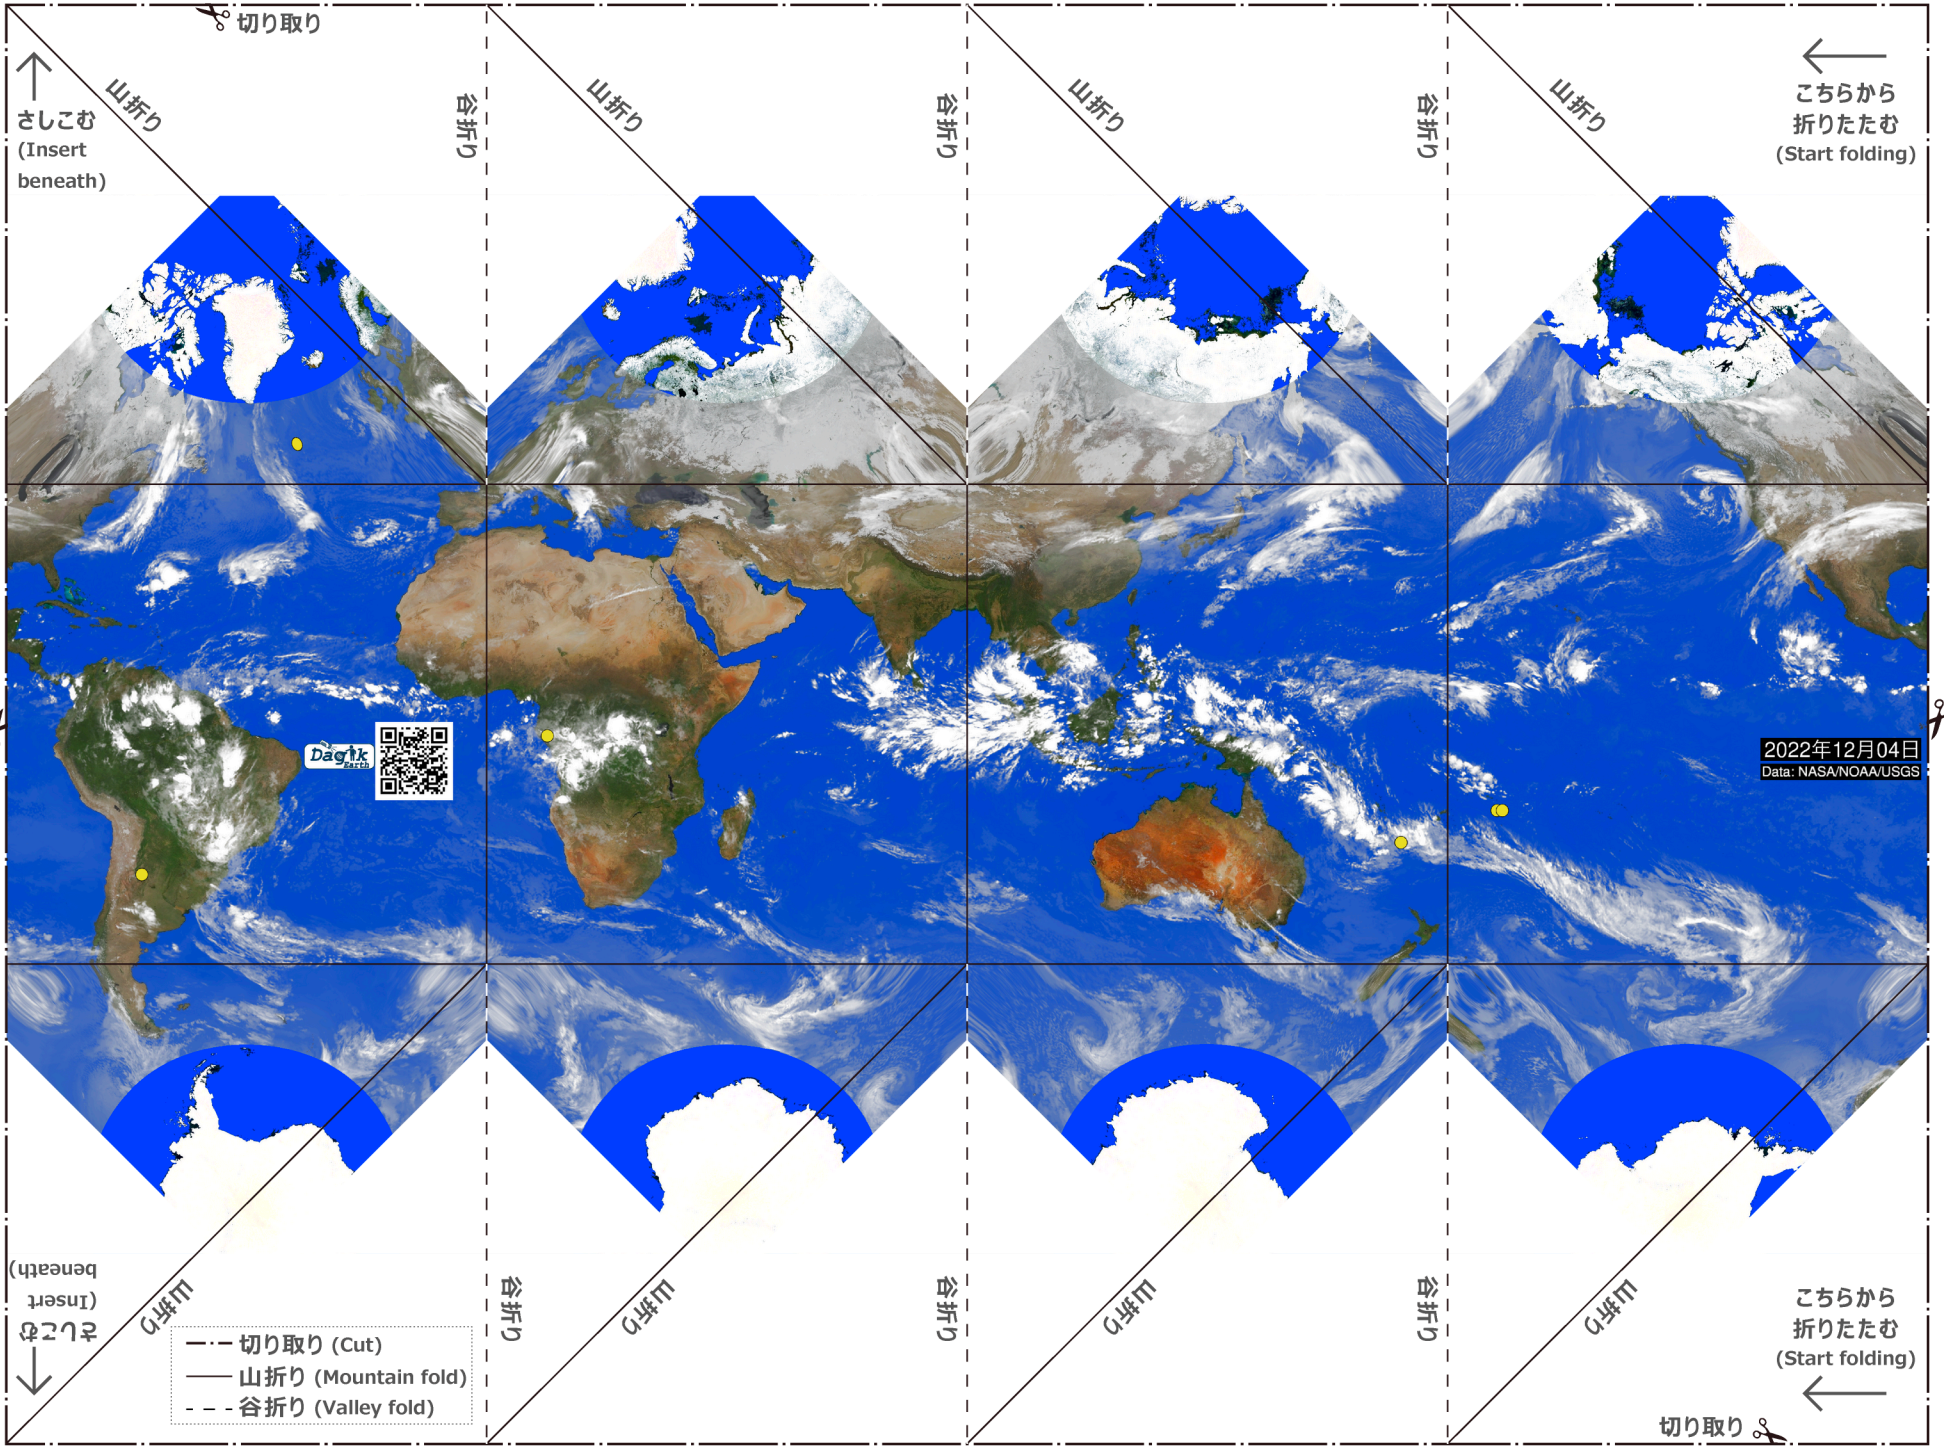 切り取り
山折り
谷折り
山折り
谷折り
山折り
谷折り
山折り
こちらから
折りたたむ
(Start folding)
さしこむ
(Insert
beneath)
Dagik
Earth
2022年12月04日
Data: NASA/NOAA/USGS
さしこむ
(Insert
beneath)
山折り
谷折り
山折り
谷折り
山折り
谷折り
山折り
こちらから
折りたたむ
(Start folding)
切り取り (Cut)
山折り (Mountain fold)
谷折り (Valley fold)
切り取り